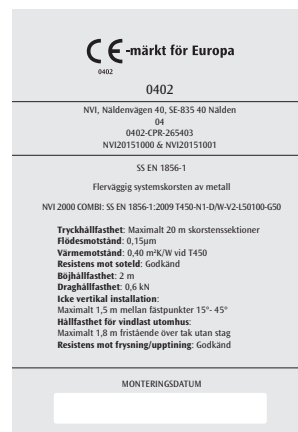 CE-märkt för Europa
0402
0402
NVI, Näldenvägen 40, SE-835 40 Nälden
04
0402-CPR-265403
NVI20151000 & NVI20151001
SS EN 1856-1
Flerväggig systemskorsten av metall
NVI 2000 COMBI: SS EN 1856-1:2009 T450-N1-D/W-V2-L50100-G50
Tryckhållfasthet: Maximalt 20 m skorstenssektioner
Flödesmotstånd: 0,15µm
Värmemotstånd: 0,40 m²K/W vid T450
Resistens mot soteld: Godkänd
Böjhållfasthet: 2 m
Draghållfasthet: 0,6 kN
Icke vertikal installation:
Maximalt 1,5 m mellan fästpunkter 15°- 45°
Hållfasthet för vindlast utomhus:
Maximalt 1,8 m fristående över tak utan stag
Resistens mot frysning/upptining: Godkänd
MONTERINGSDATUM